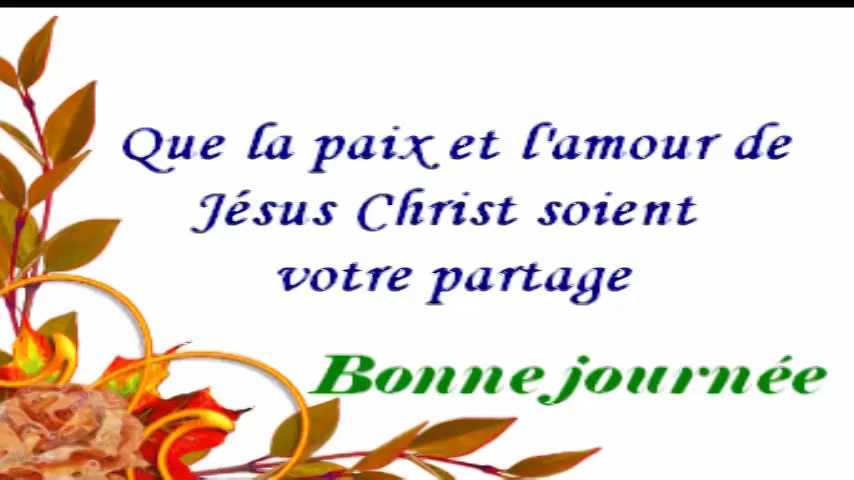 Que la paix et l'amour de
Jésus Christ soient
votre partage
Bonne journée